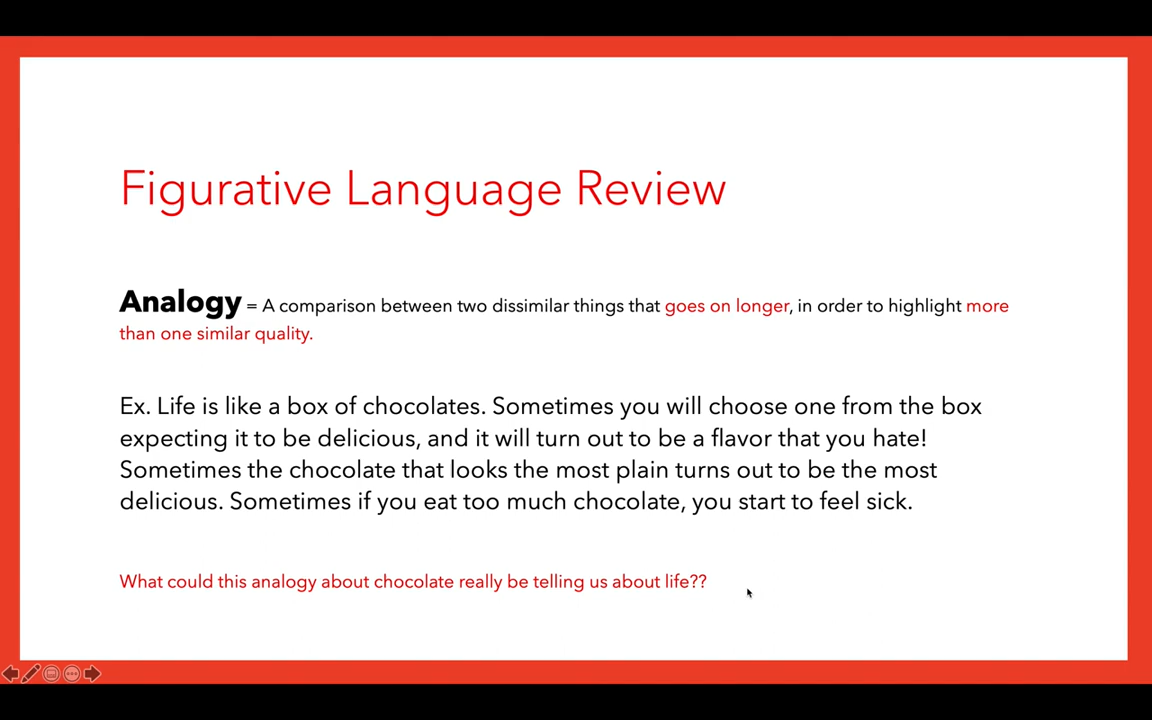 Figurative Language Review
Analogy = A comparison between two dissimilar things that goes on longer, in order to highlight more
than one similar quality.
Ex. Life is like a box of chocolates. Sometimes you will choose one from the box
expecting it to be delicious, and it will turn out to be a flavor that you hate!
Sometimes the chocolate that looks the most plain turns out to be the most
delicious. Sometimes if you eat too much chocolate, you start to feel sick.
What could this analogy about chocolate really be telling us about life??